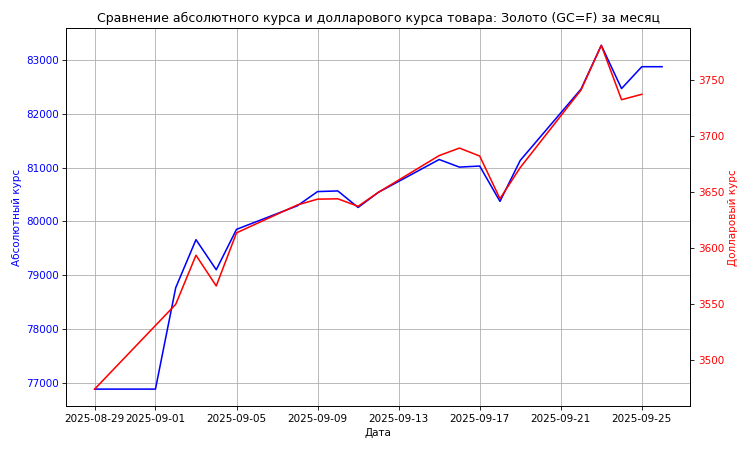 Сравнение абсолютного курса и долларового курса товара: Золото (GC=F) за месяц
83000
82000
81000
80000
79000
78000
77000
Абсолютный курс
3750
3700
3650
3600
3550
3500
Долларовый курс
2025-08-29 2025-09-01 2025-09-05 2025-09-09 2025-09-13 2025-09-17 2025-09-21 2025-09-25
Дата